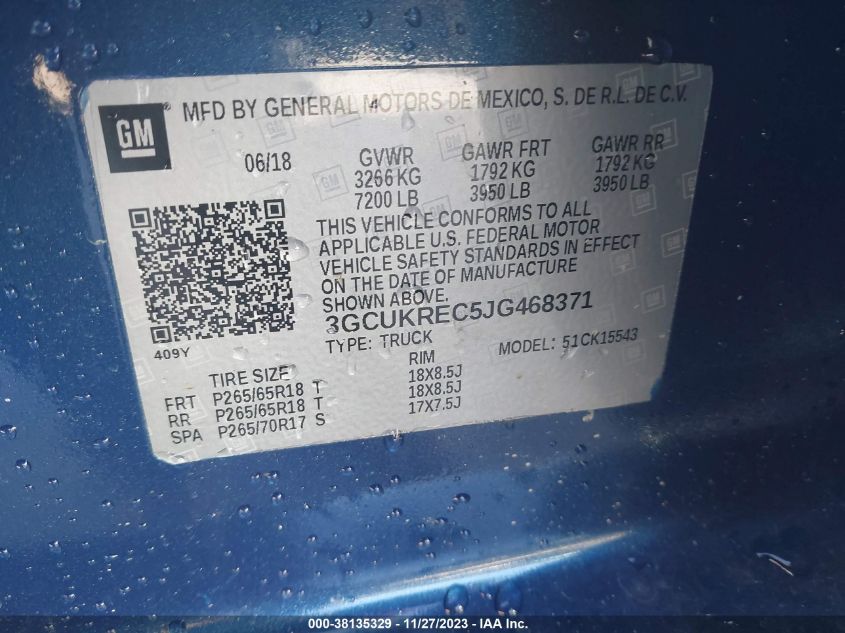 GM
MFD BY GENERAL MOTORS DE MEXICO, S. DE R.L. DE C.V.
06/18 GVWR GAWR FRT GAWR RR
3266 KG 1792 KG 1792 KG
7200 LB 3950 LB 3950 LB
THIS VEHICLE CONFORMS TO ALL
APPLICABLE U.S. FEDERAL MOTOR
VEHICLE SAFETY STANDARDS IN EFFECT
ON THE DATE OF MANUFACTURE
SHOWN ABOVE.
3GCUKREC5JG468371
409Y
TYPE: TRUCK MODEL: 51CK15543
TIRE SIZE RIM
FRT P265/65R18 T 18X8.5J
RR P265/65R18 T 18X8.5J
SPA P265/70R17 S 17X7.5J
000-38135329 - 11/27/2023 - IAA Inc.